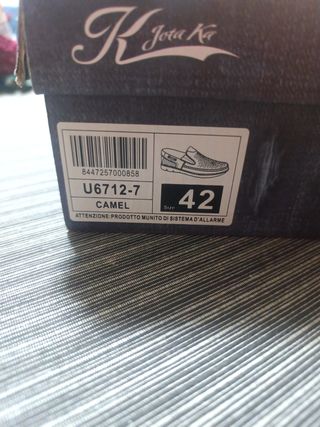 K Jota Ka
8447257000858
U6712-7
CAMEL
Size: 42
ATTENZIONE: PRODOTTO MUNITO DI SISTEMA D'ALLARME